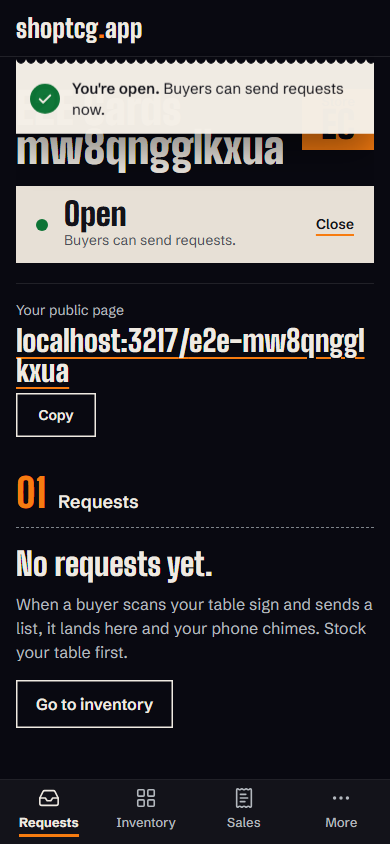 shoptcg.app
You're open. Buyers can send requests
now.
mw8qngglkxua
Open
Buyers can send requests.
Close
Your public page
localhost:3217/e2e-mw8qnggl
kxua
Copy
01 Requests
No requests yet.
When a buyer scans your table sign and sends a
list, it lands here and your phone chimes. Stock
your table first.
Go to inventory
Requests Inventory Sales More